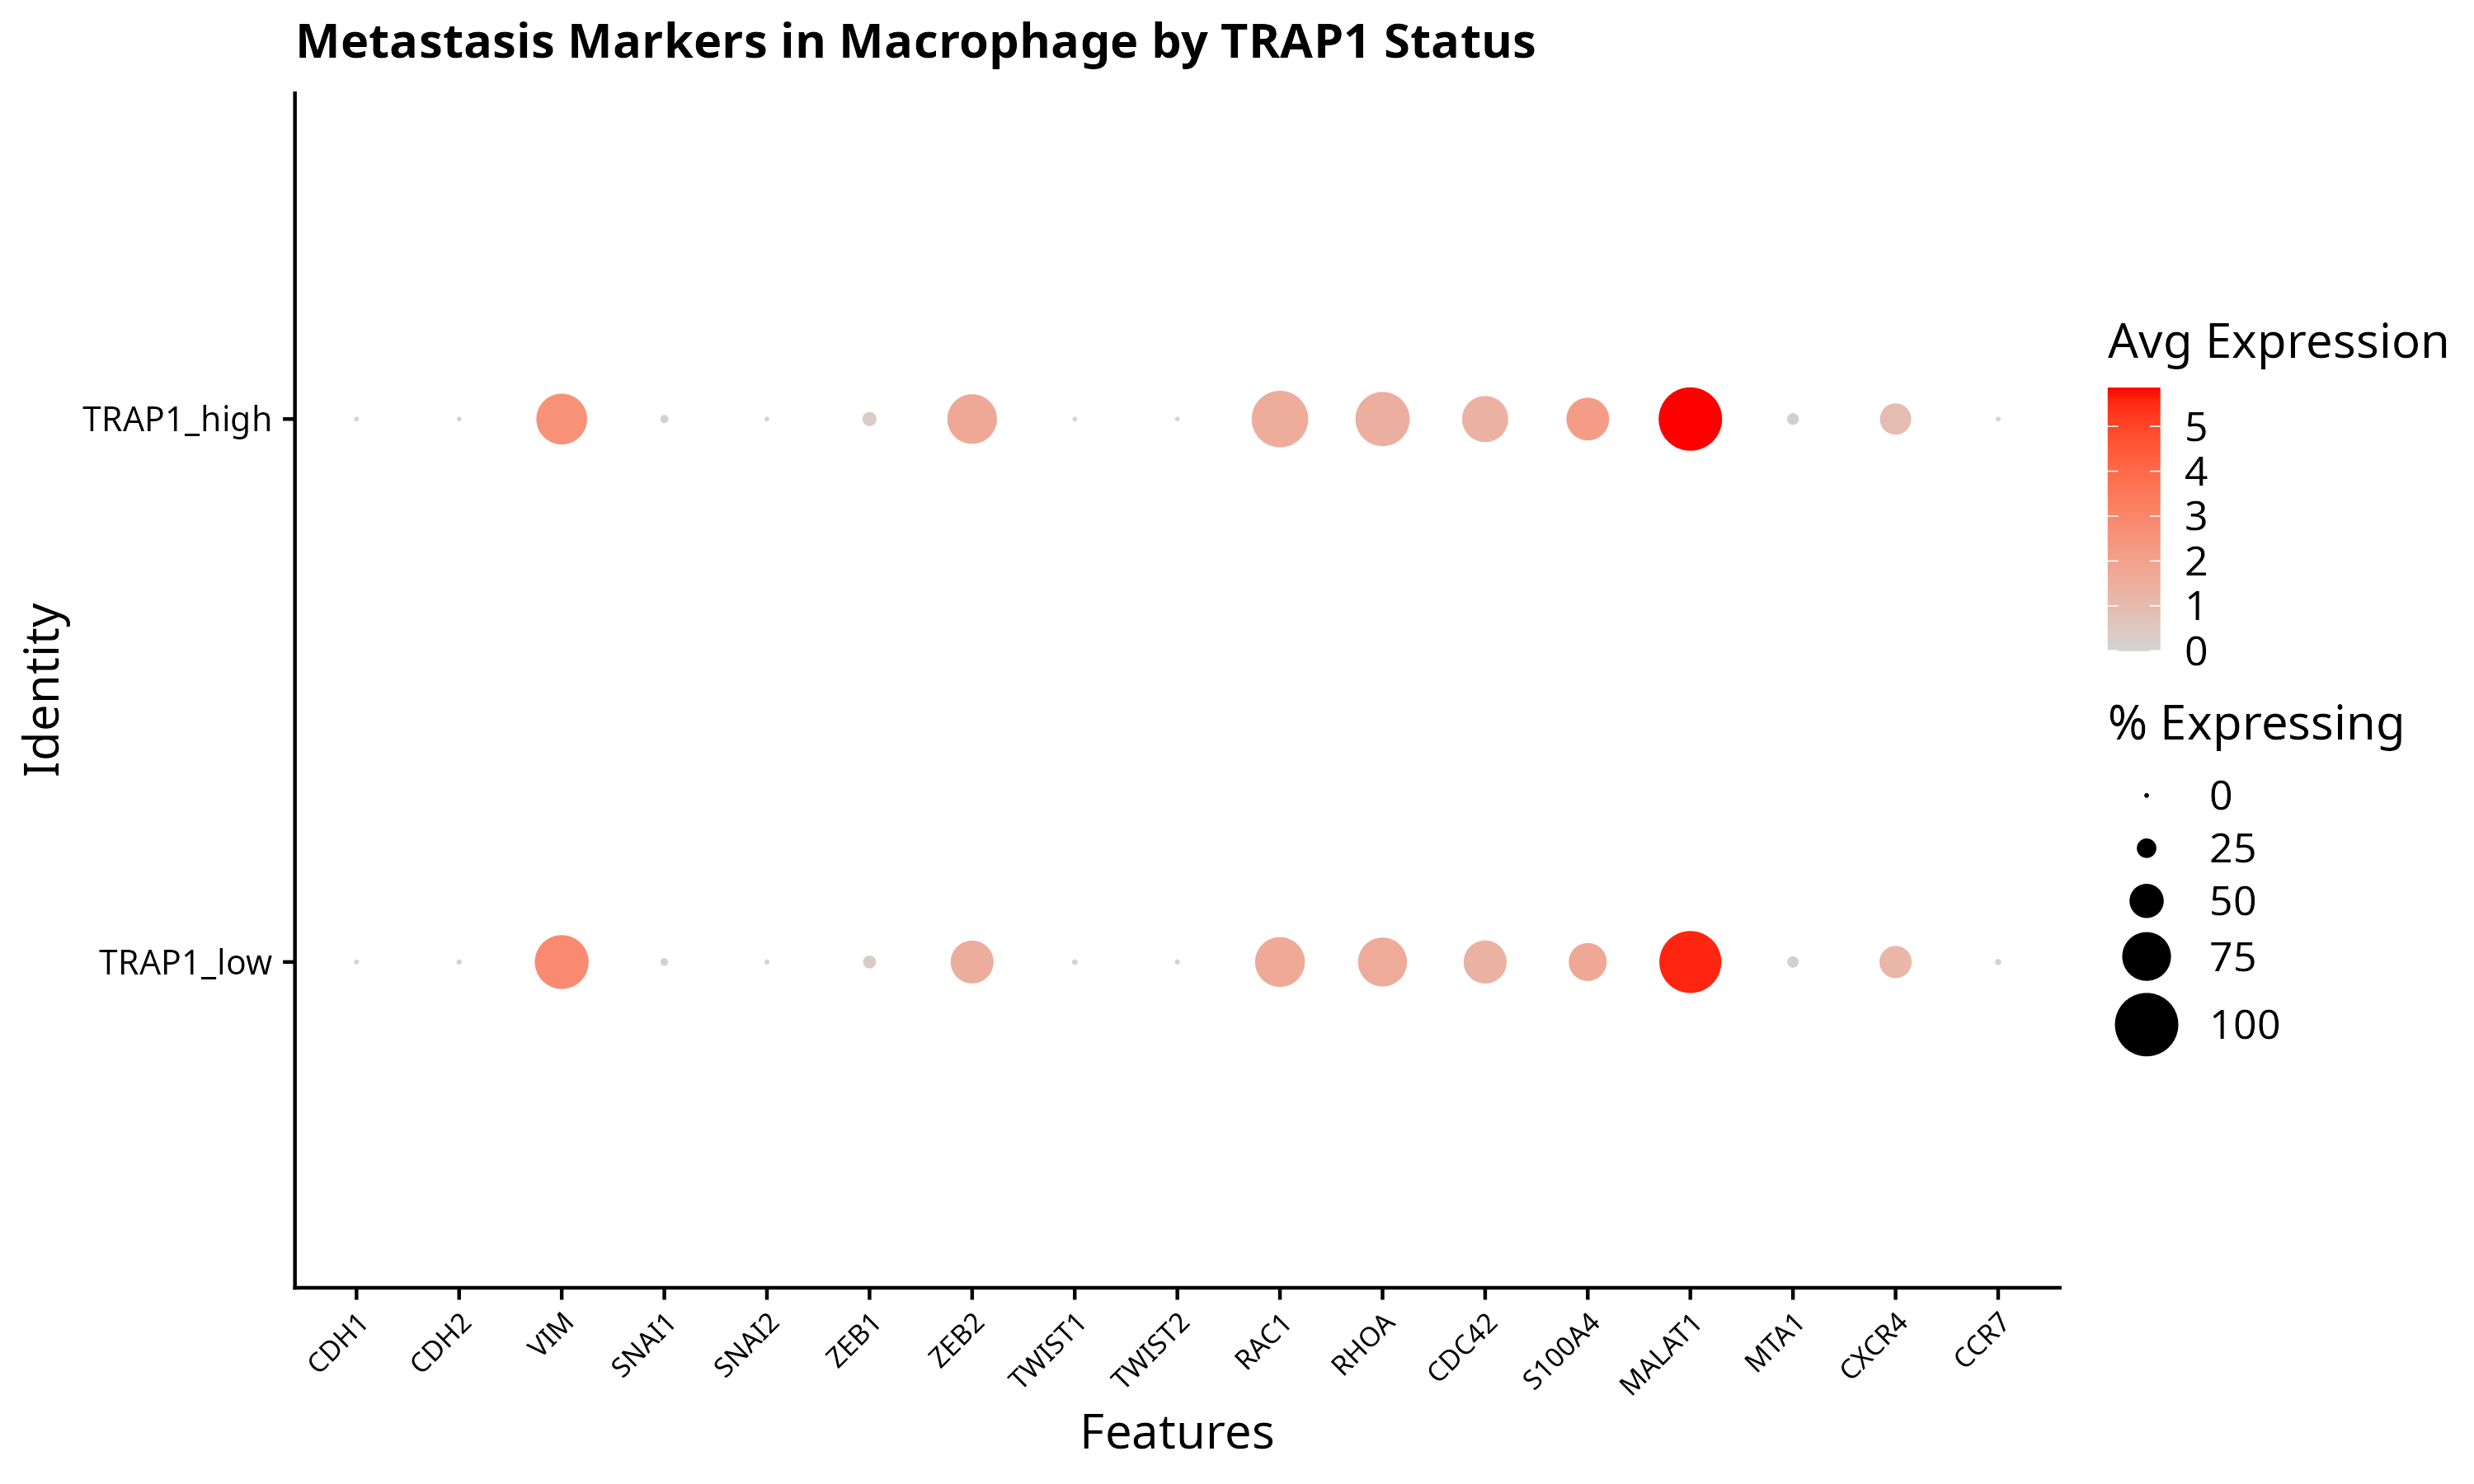 Metastasis Markers in Macrophage by TRAP1 Status
Identity
TRAP1_high
TRAP1_low
CDH1
CDH2
VIM
SNAI1
SNAI2
ZEB1
ZEB2
TWIST1
TWIST2
RAC1
RHOA
CDC42
S100A4
MALAT1
MTA1
CXCR4
CCR7
Features
Avg Expression
5
4
3
2
1
0
% Expressing
0
25
50
75
100